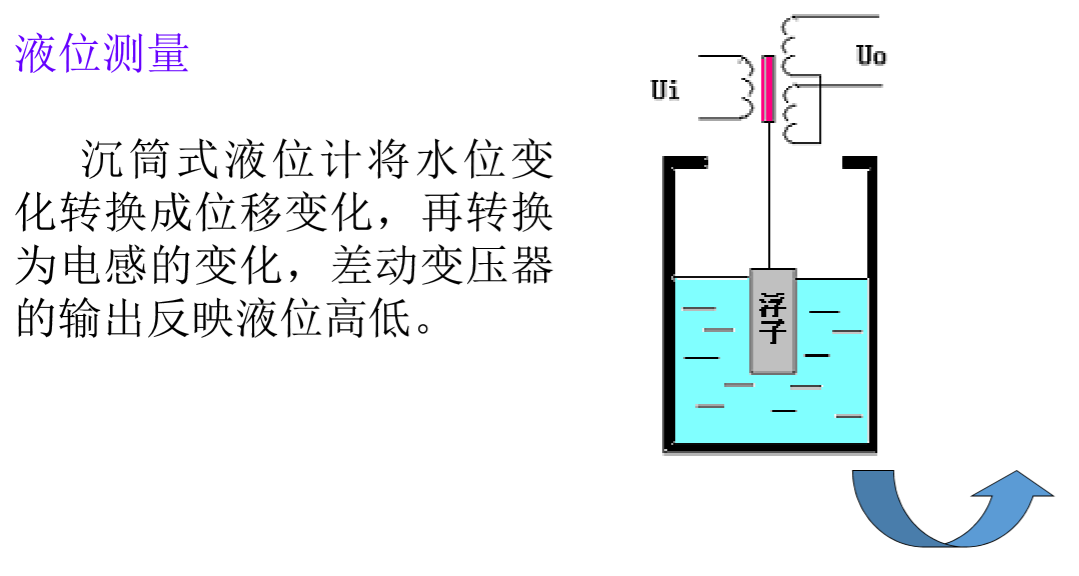 液位测量
沉筒式液位计将水位变
化转换成位移变化，再转换
为电感的变化，差动变压器
的输出反映液位高低。
Ui
Uo
浮子